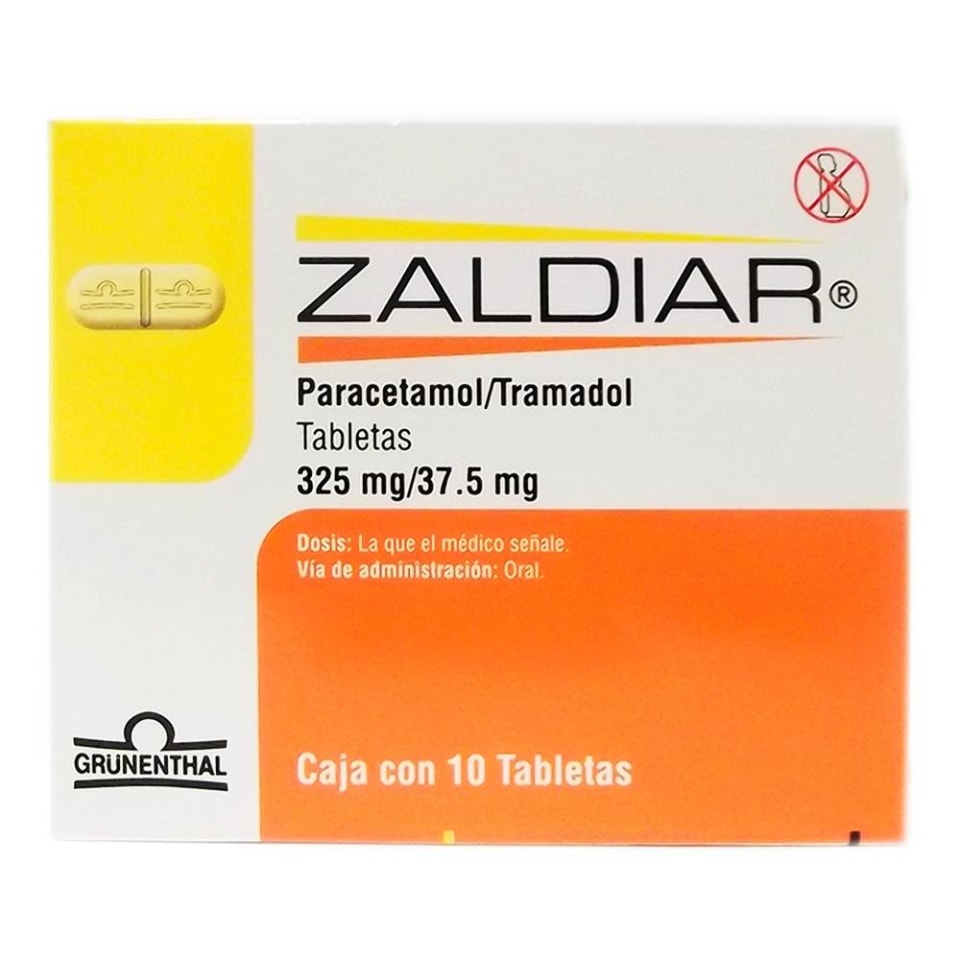 ZALDIAR®
Paracetamol/Tramadol
Tabletas
325 mg/37.5 mg
Dosis: La que el médico señale.
Vía de administración: Oral.
GRÜNENTHAL
Caja con 10 Tabletas